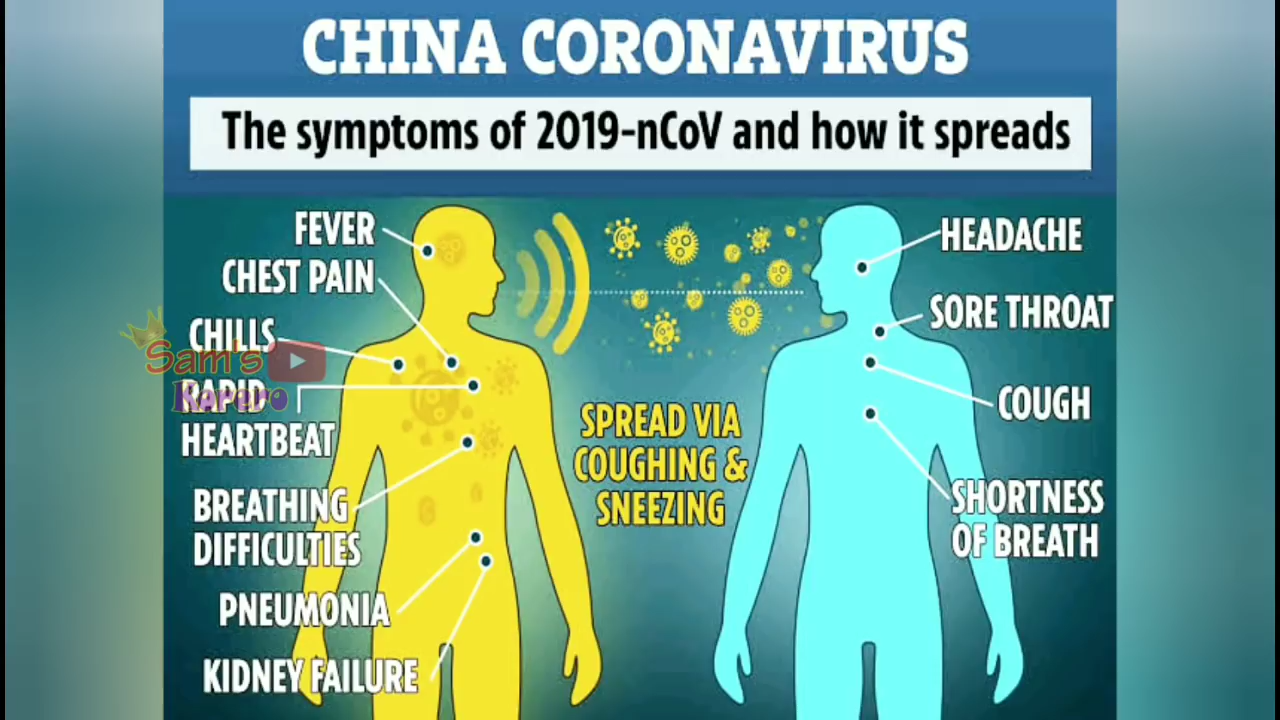 CHINA CORONAVIRUS
The symptoms of 2019-nCoV and how it spreads
FEVER
CHEST PAIN
CHILLS
Sam's
RAPID
Rarero
HEARTBEAT
BREATHING
DIFFICULTIES
PNEUMONIA
KIDNEY FAILURE
SPREAD VIA
COUGHING &
SNEEZING
HEADACHE
SORE THROAT
COUGH
SHORTNESS
OF BREATH